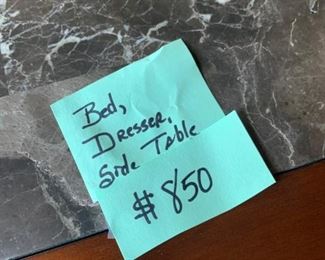 Bed,
Dresser,
Side Table
$850